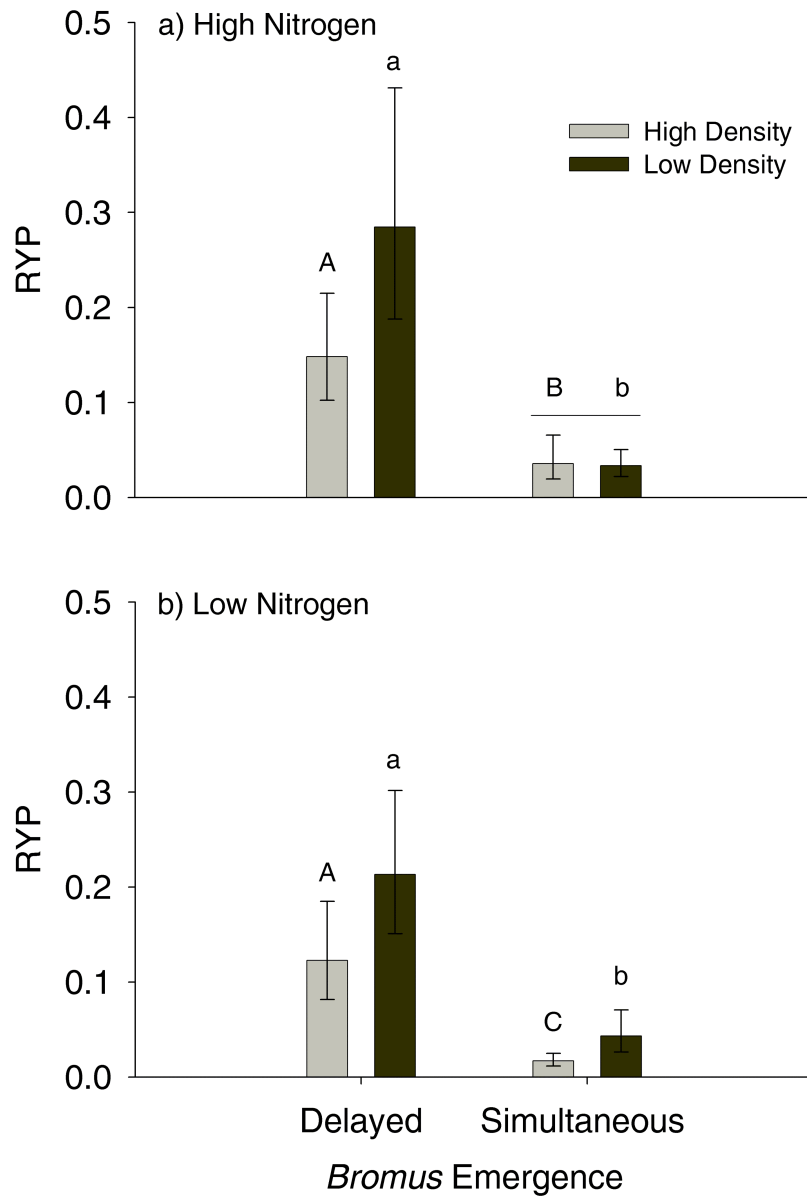 a) High Nitrogen
0.5
0.4
0.3
0.2
0.1
0.0
RYP
A
a
B
b
High Density
Low Density
b) Low Nitrogen
0.5
0.4
0.3
0.2
0.1
0.0
RYP
A
a
C
b
Delayed
Simultaneous
Bromus Emergence